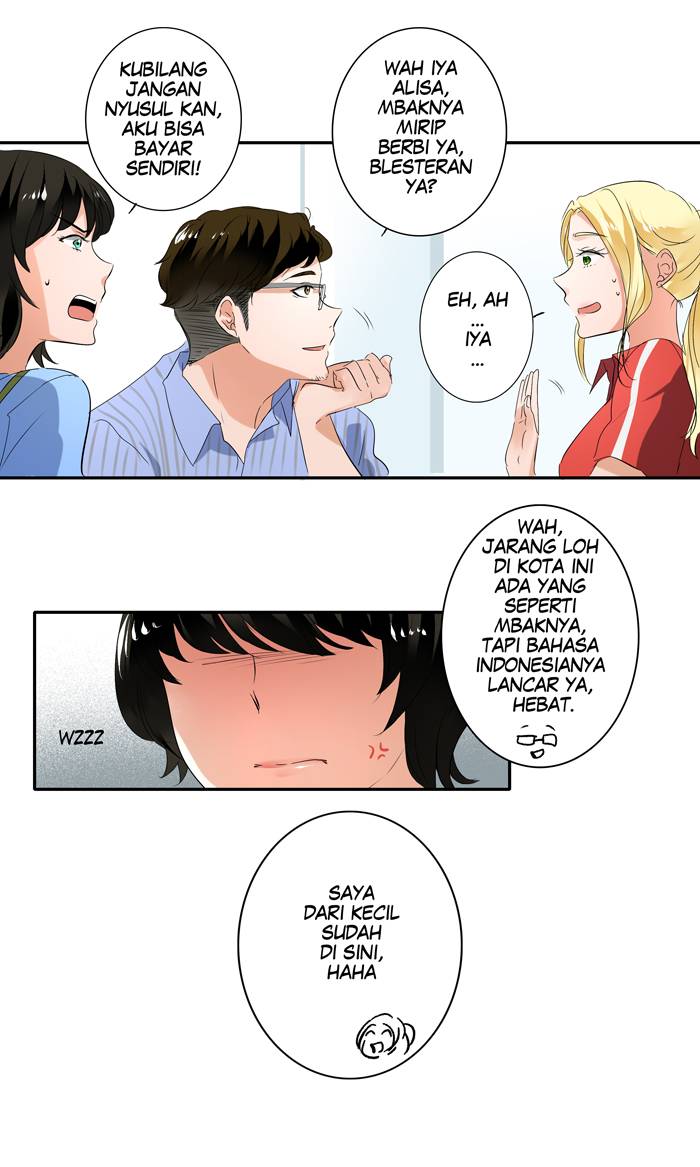 KUBILANG
JANGAN
NYUSUL KAN,
AKU BISA
BAYAR
SENDIRI!
WAH IYA
ALISA,
MBAKNYA
MIRIP
BERBI YA,
BLESTERAN
YA?
EH, AH
...
IYA
...
WAH,
JARANG LOH
DI KOTA INI
ADA YANG
SEPERTI
MBAKNYA,
TAPI BAHASA
INDONESIANYA
LANCAR YA,
HEBAT.
WZZZ
SAYA
DARI KECIL
SUDAH
DI SINI,
HAHA